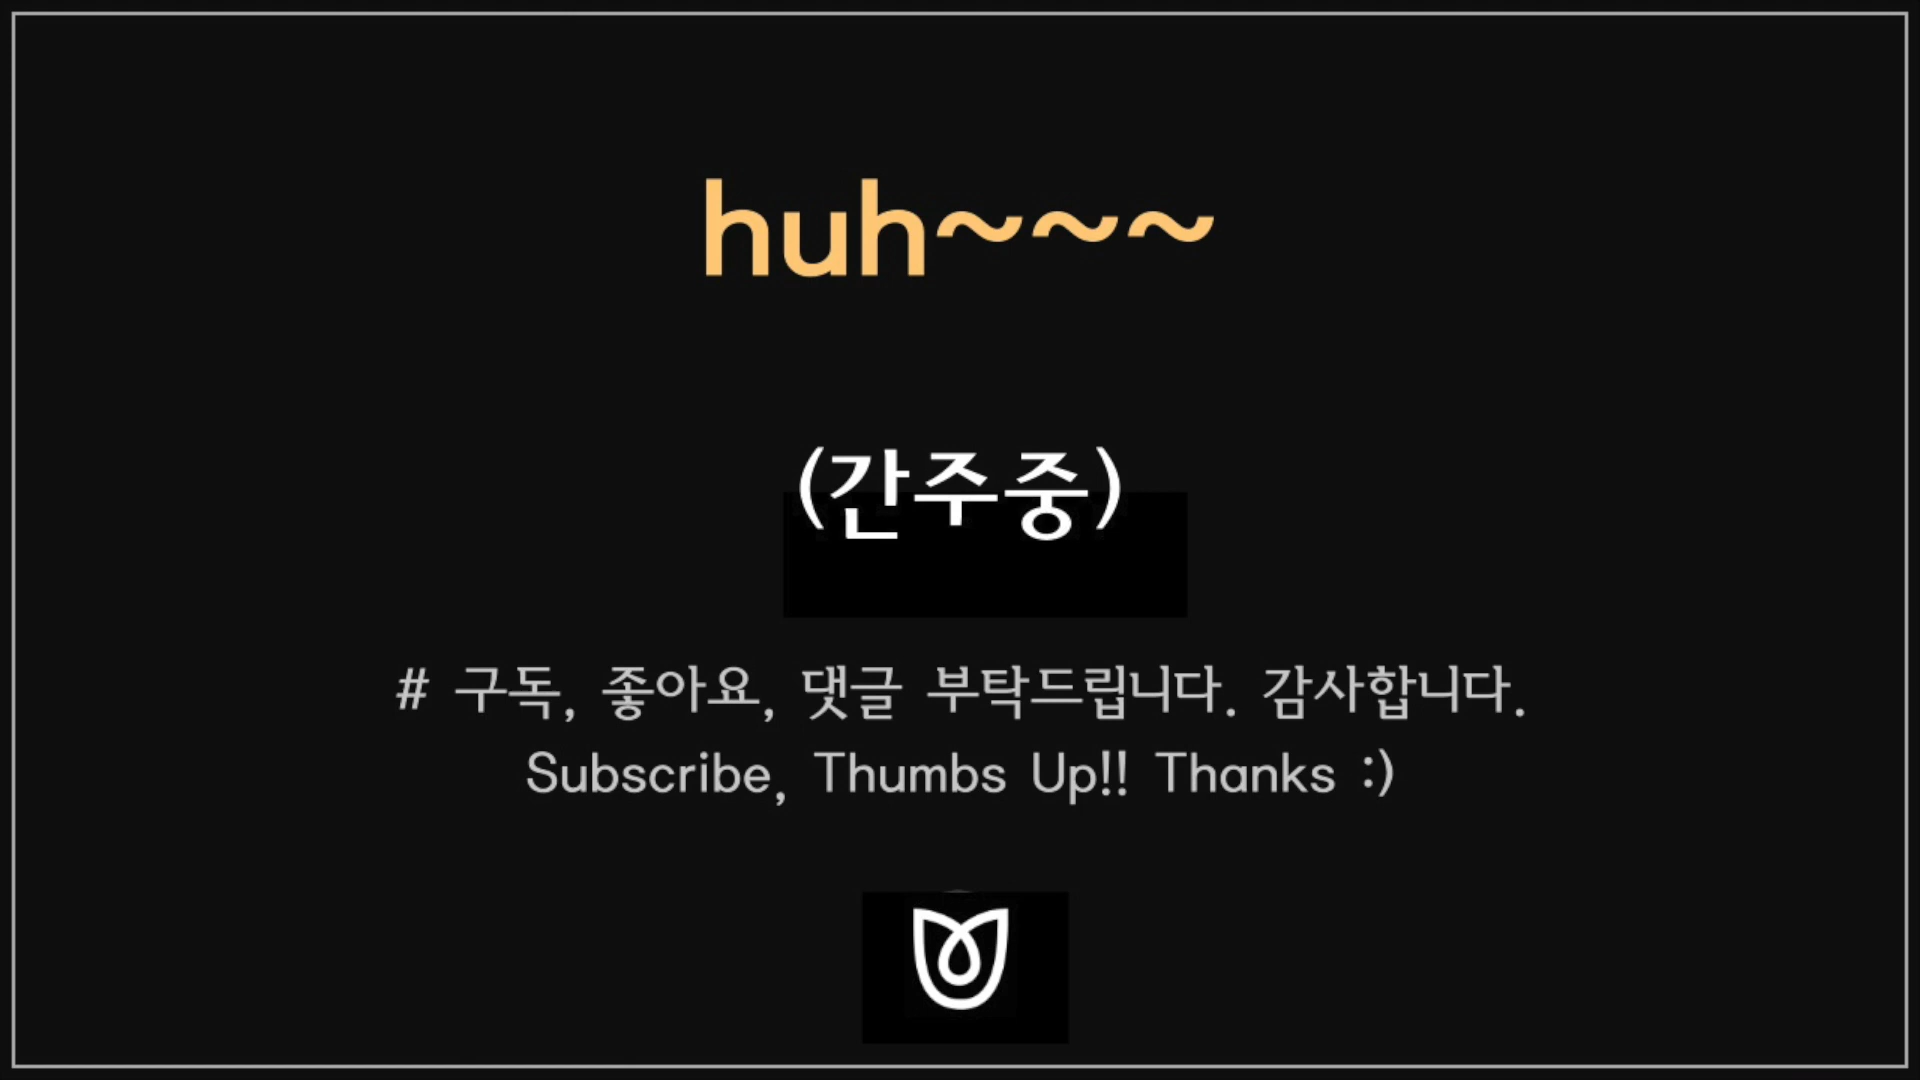 huh~~~
(간주중)
# 구독, 좋아요, 댓글 부탁드립니다. 감사합니다.
Subscribe, Thumbs Up!! Thanks :)